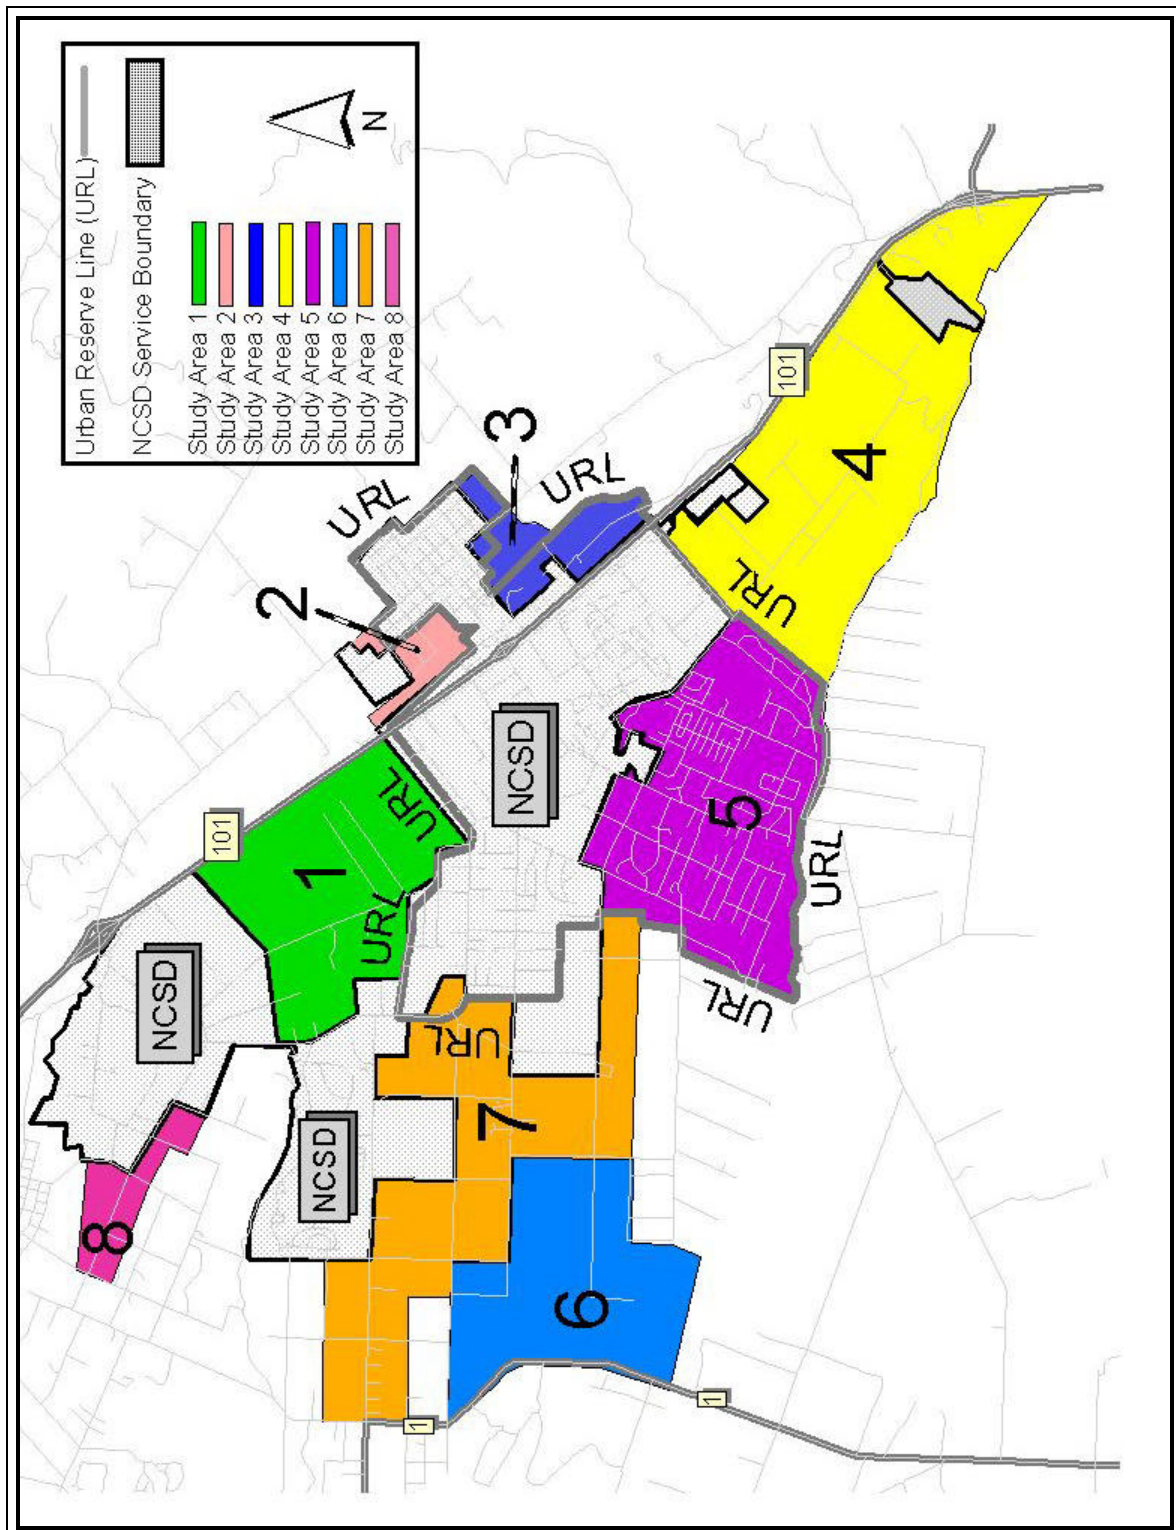 Urban Reserve Line (URL)
NCSD Service Boundary
Study Area 1
Study Area 2
Study Area 3
Study Area 4
Study Area 5
Study Area 6
Study Area 7
Study Area 8
N
8
NCSD
NCSD
101
1
URL
URL
2
URL
3
URL
NCSD
7
URL
6
1
1
5
URL
URL
URL
101
4